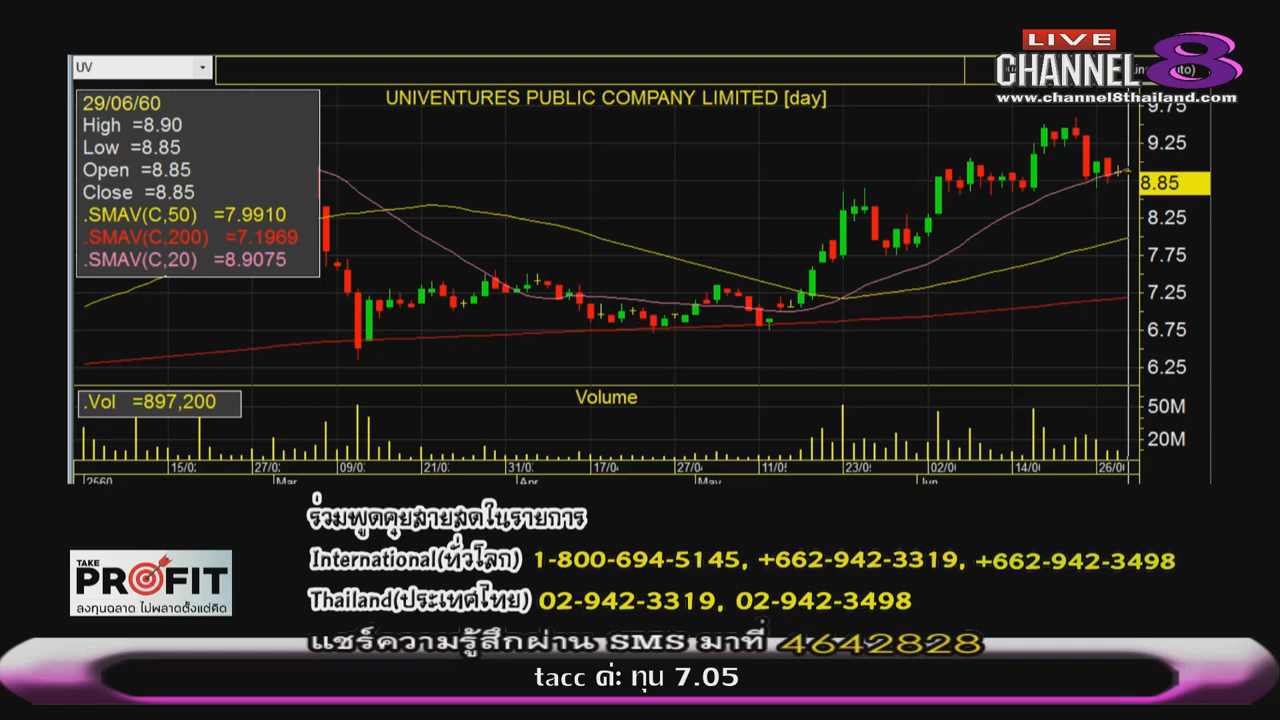 LIVE
CHANNEL 8
www.channel8thailand.com
UV
UNIVENTURES PUBLIC COMPANY LIMITED [day]
29/06/60
High =8.90
Low =8.85
Open =8.85
Close =8.85
.SMAV(C,50) =7.9910
.SMAV(C,200) =7.1969
.SMAV(C,20) =8.9075
9.75
9.25
8.85
8.25
7.75
7.25
6.75
6.25
.Vol =897,200
Volume
50M
20M
15/02 27/02 09/03 21/03 31/03 17/04 27/04 11/05 23/05 02/06 14/06 26/06
2560 Mar Apr May Jun
ร่วมพูดคุยสายสดในรายการ
International(ทั่วโลก) 1-800-694-5145, +662-942-3319, +662-942-3498
Thailand(ประเทศไทย) 02-942-3319, 02-942-3498
แชร์ความรู้สึกผ่าน SMS มาที่ 4642828
TAKE
PROFIT
ลงทุนฉลาด ไม่พลาดตั้งแต่คิด
tacc ค่ะ ทุน 7.05